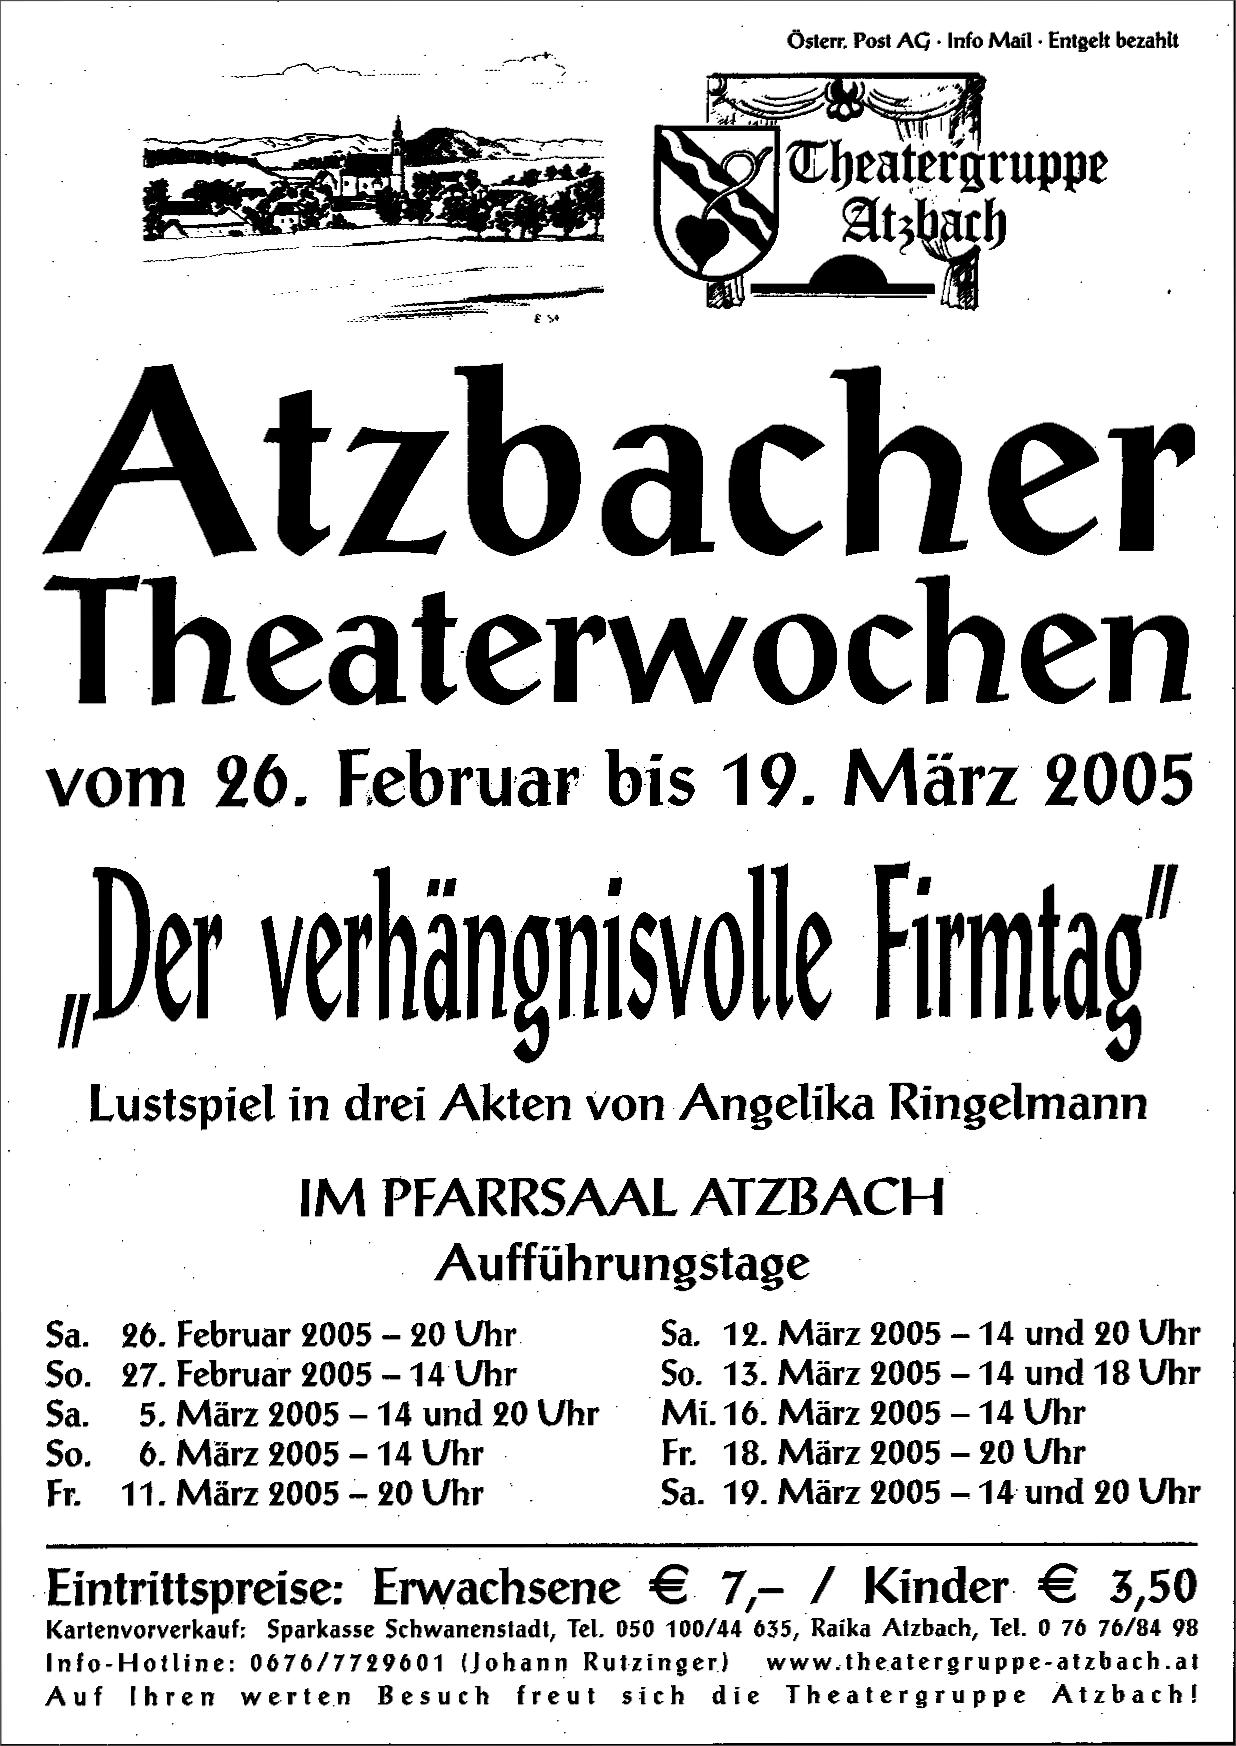 Österr. Post AG · Info Mail · Entgelt bezahlt
Theatergruppe
Atzbach
Atzbacher
Theaterwochen
vom 26. Februar bis 19. März 2005
„Der verhängnisvolle Firmtag"
Lustspiel in drei Akten von Angelika Ringelmann
IM PFARRSAAL ATZBACH
Aufführungstage
Sa. 26. Februar 2005 – 20 Uhr
So. 27. Februar 2005 – 14 Uhr
Sa. 5. März 2005 – 14 und 20 Uhr
So. 6. März 2005 – 14 Uhr
Fr. 11. März 2005 – 20 Uhr
Sa. 12. März 2005 – 14 und 20 Uhr
So. 13. März 2005 – 14 und 18 Uhr
Mi. 16. März 2005 – 14 Uhr
Fr. 18. März 2005 – 20 Uhr
Sa. 19. März 2005 – 14 und 20 Uhr
Eintrittspreise: Erwachsene € 7,– / Kinder € 3,50
Kartenvorverkauf: Sparkasse Schwanenstadt, Tel. 050 100/44 635, Raika Atzbach, Tel. 0 76 76/84 98
Info-Hotline: 0676/7729601 (Johann Rutzinger) www.theatergruppe-atzbach.at
Auf Ihren werten Besuch freut sich die Theatergruppe Atzbach!